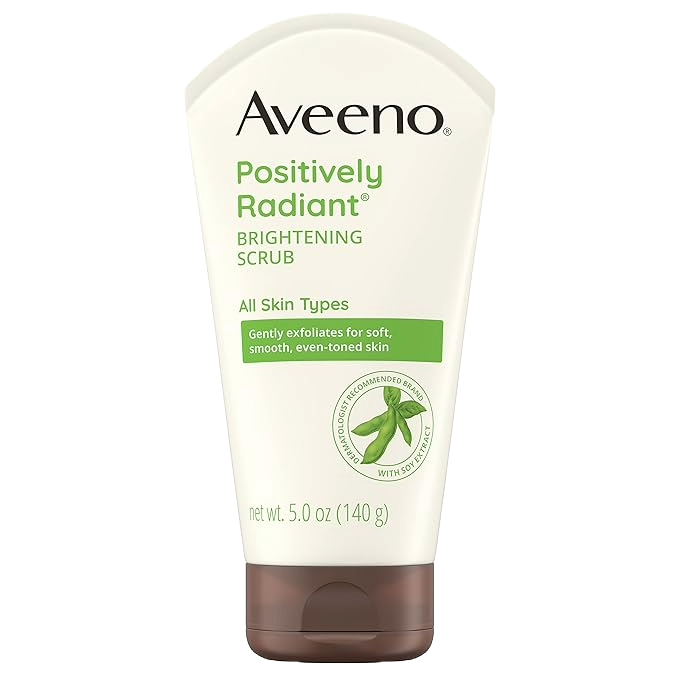 Aveeno®
Positively
Radiant®
BRIGHTENING
SCRUB
All Skin Types
Gently exfoliates for soft,
smooth, even-toned skin
DERMATOLOGIST RECOMMENDED BRAND
WITH SOY EXTRACT
net wt. 5.0 oz (140 g)